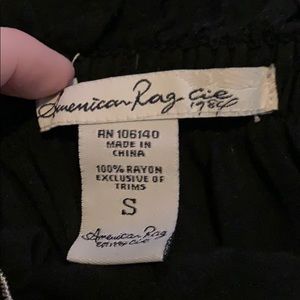 American Rag Cie
1984
RN 106140
MADE IN
CHINA
100% RAYON
EXCLUSIVE OF
TRIMS
S
American Rag